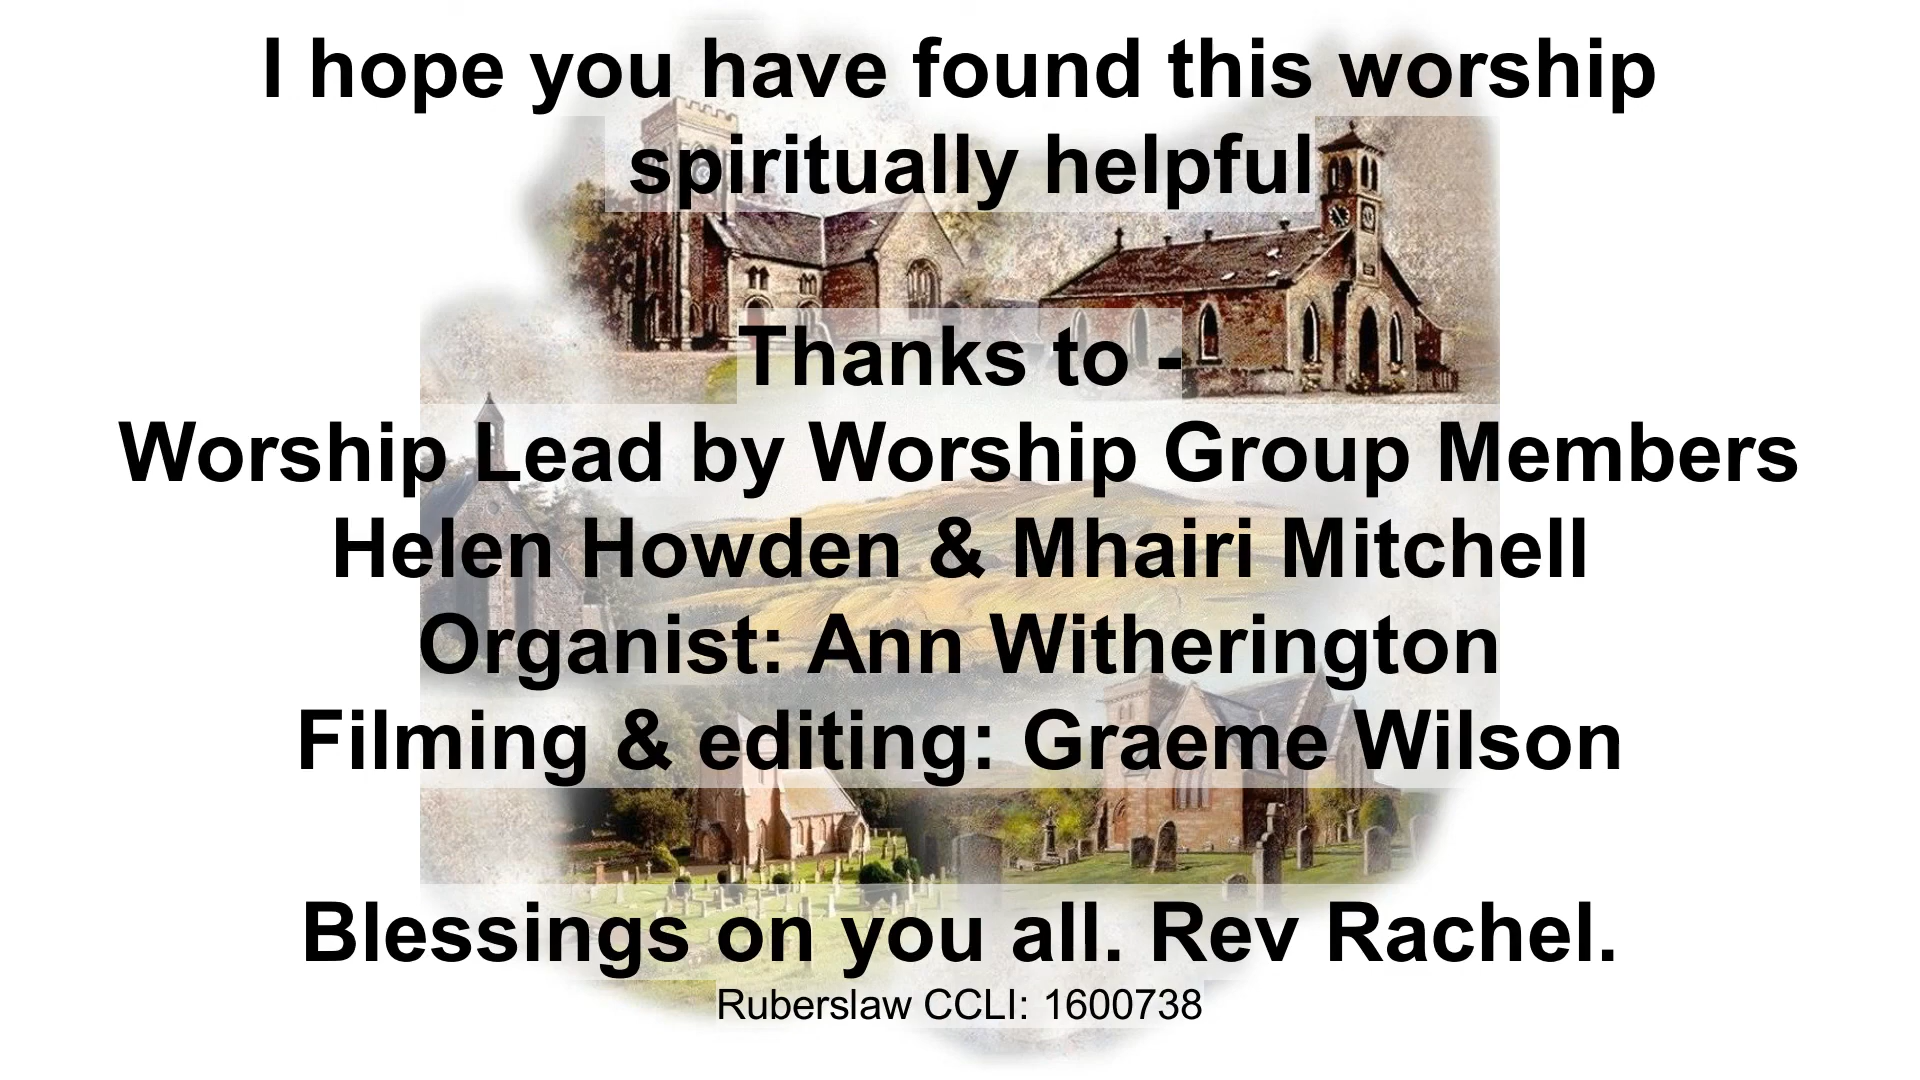 I hope you have found this worship
spiritually helpful
Thanks to -
Worship Lead by Worship Group Members
Helen Howden & Mhairi Mitchell
Organist: Ann Witherington
Filming & editing: Graeme Wilson
Blessings on you all. Rev Rachel.
Ruberslaw CCLI: 1600738